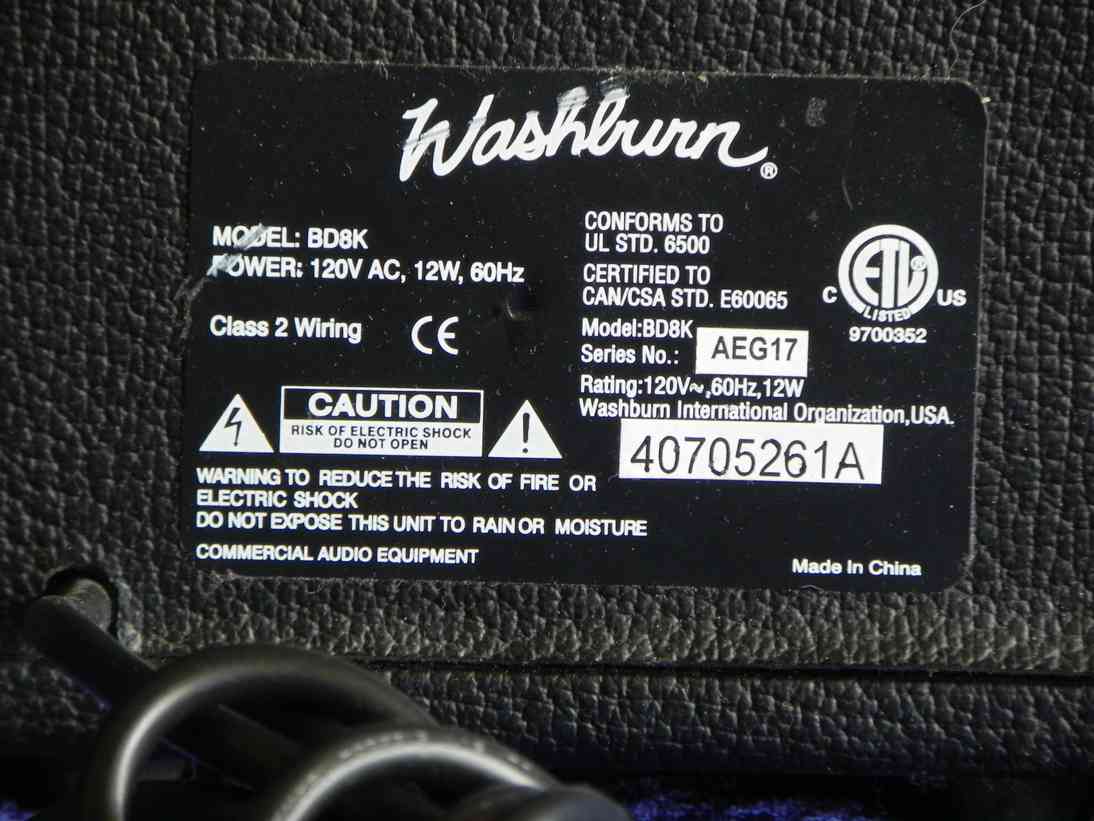 Washburn®
MODEL: BD8K
POWER: 120V AC, 12W, 60Hz
Class 2 Wiring CE
CAUTION
RISK OF ELECTRIC SHOCK
DO NOT OPEN
WARNING TO REDUCE THE RISK OF FIRE OR
ELECTRIC SHOCK
DO NOT EXPOSE THIS UNIT TO RAIN OR MOISTURE
COMMERCIAL AUDIO EQUIPMENT
CONFORMS TO
UL STD. 6500
CERTIFIED TO
CAN/CSA STD. E60065
Model:BD8K
Series No.: AEG17
Rating:120V~,60Hz,12W
Washburn International Organization,USA.
40705261A
C ETL® US
LISTED
9700352
Made In China